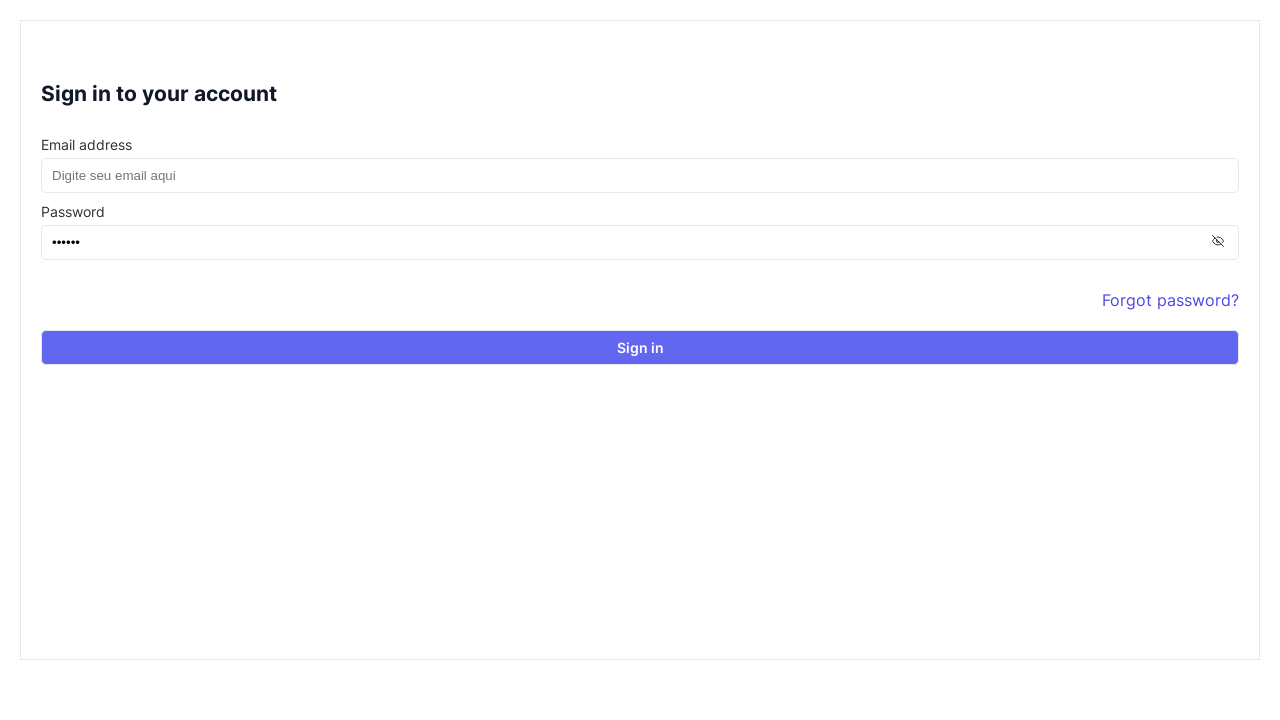 Sign in to your account
Email address
Digite seu email aqui
Password
••••••
Forgot password?
Sign in